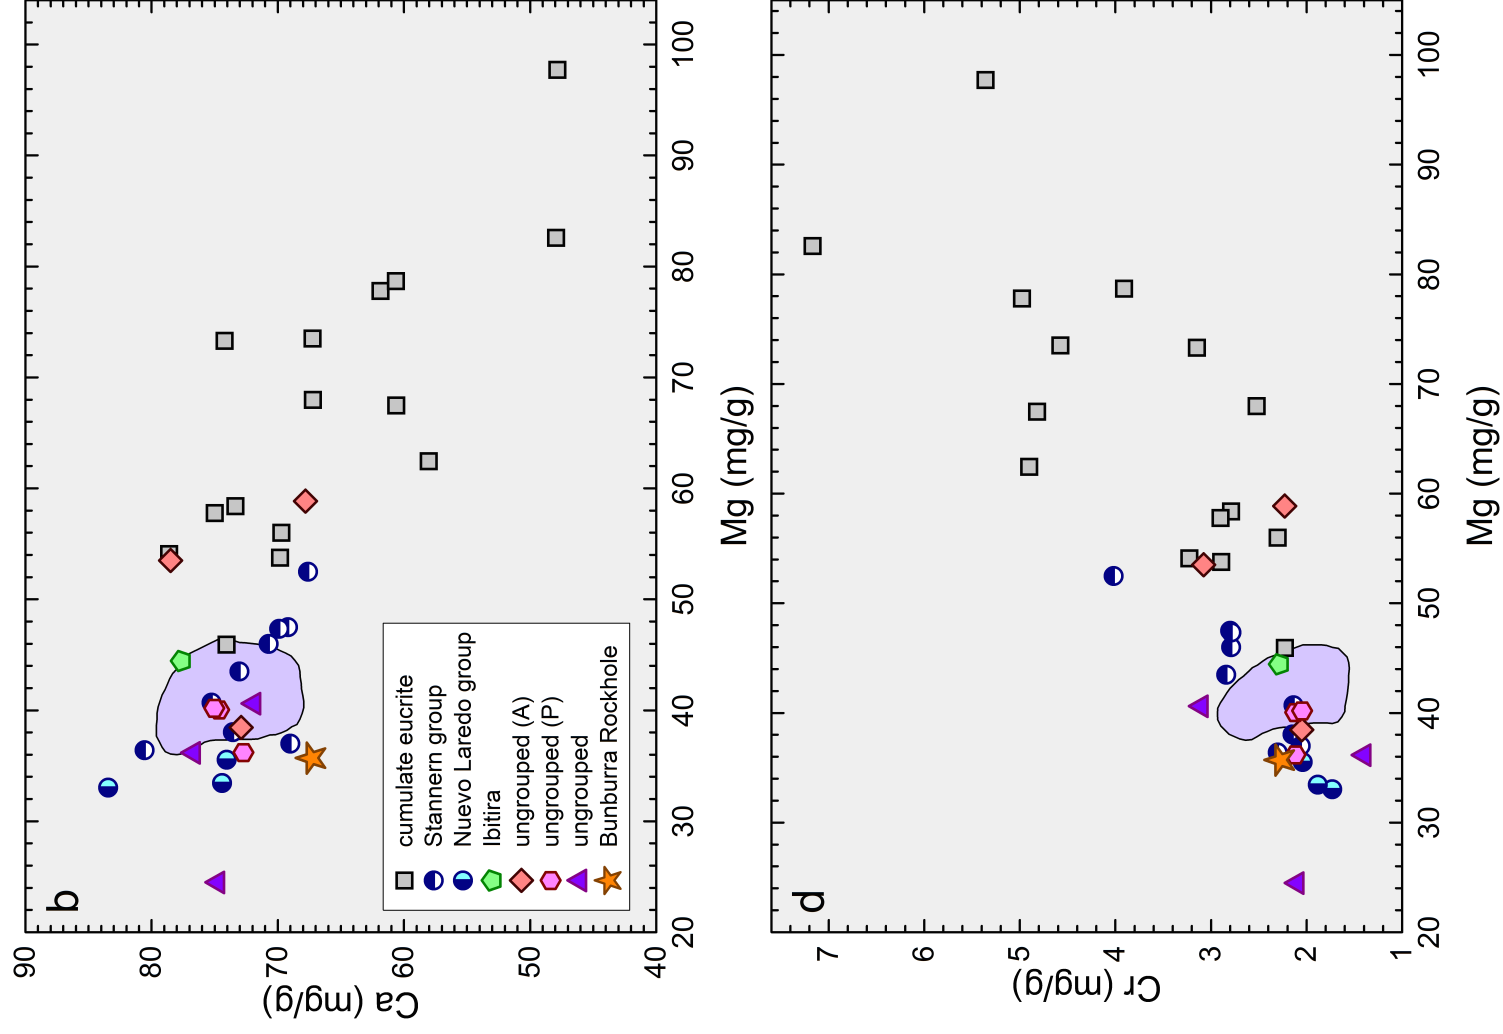 b
Ca (mg/g)
90
80
70
60
50
40
cumulate eucrite
Stannern group
Nuevo Laredo group
Ibitira
ungrouped (A)
ungrouped (P)
ungrouped
Bunburra Rockhole
20 30 40 50 60 70 80 90 100
Mg (mg/g)
d
Cr (mg/g)
7
6
5
4
3
2
1
20 30 40 50 60 70 80 90 100
Mg (mg/g)